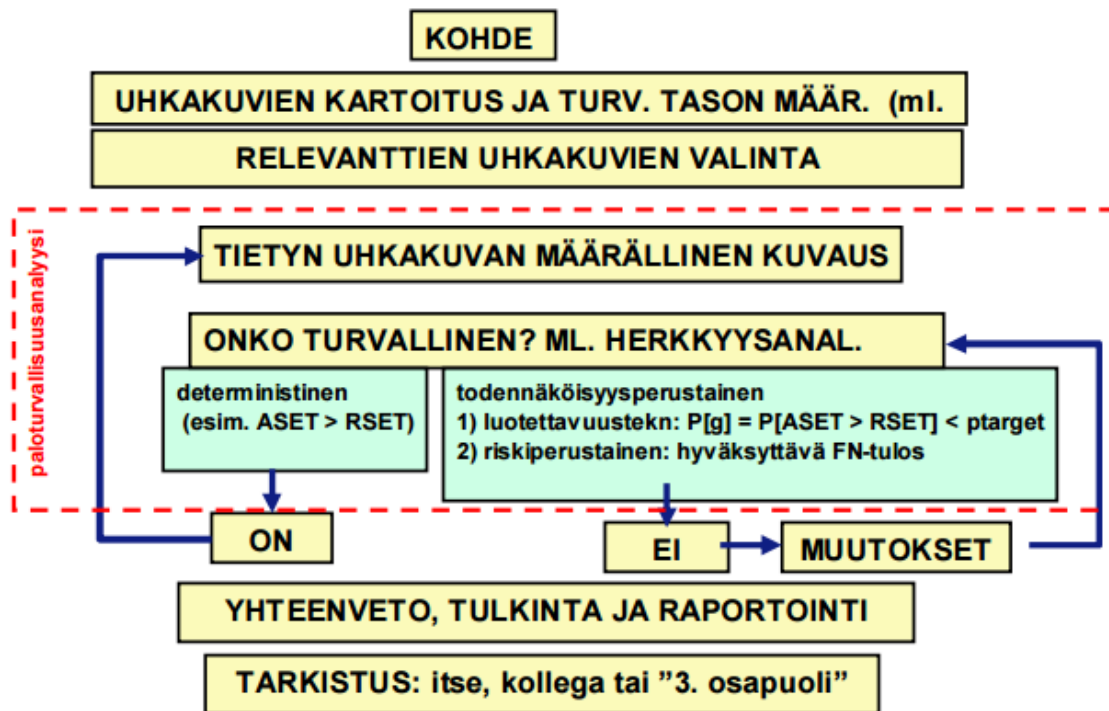 KOHDE
UHKAKUVIEN KARTOITUS JA TURV. TASON MÄÄR. (ml.
RELEVANTTIEN UHKAKUVIEN VALINTA
paloturvallisuusanalyysi
TIETYN UHKAKUVAN MÄÄRÄLLINEN KUVAUS
ONKO TURVALLINEN? ML. HERKKYYSANAL.
deterministinen
(esim. ASET > RSET)
todennäköisyysperustainen
1) luotettavuustekn: P[g] = P[ASET > RSET] < ptarget
2) riskiperustainen: hyväksyttävä FN-tulos
ON
EI
MUUTOKSET
YHTEENVETO, TULKINTA JA RAPORTOINTI
TARKISTUS: itse, kollega tai ”3. osapuoli”